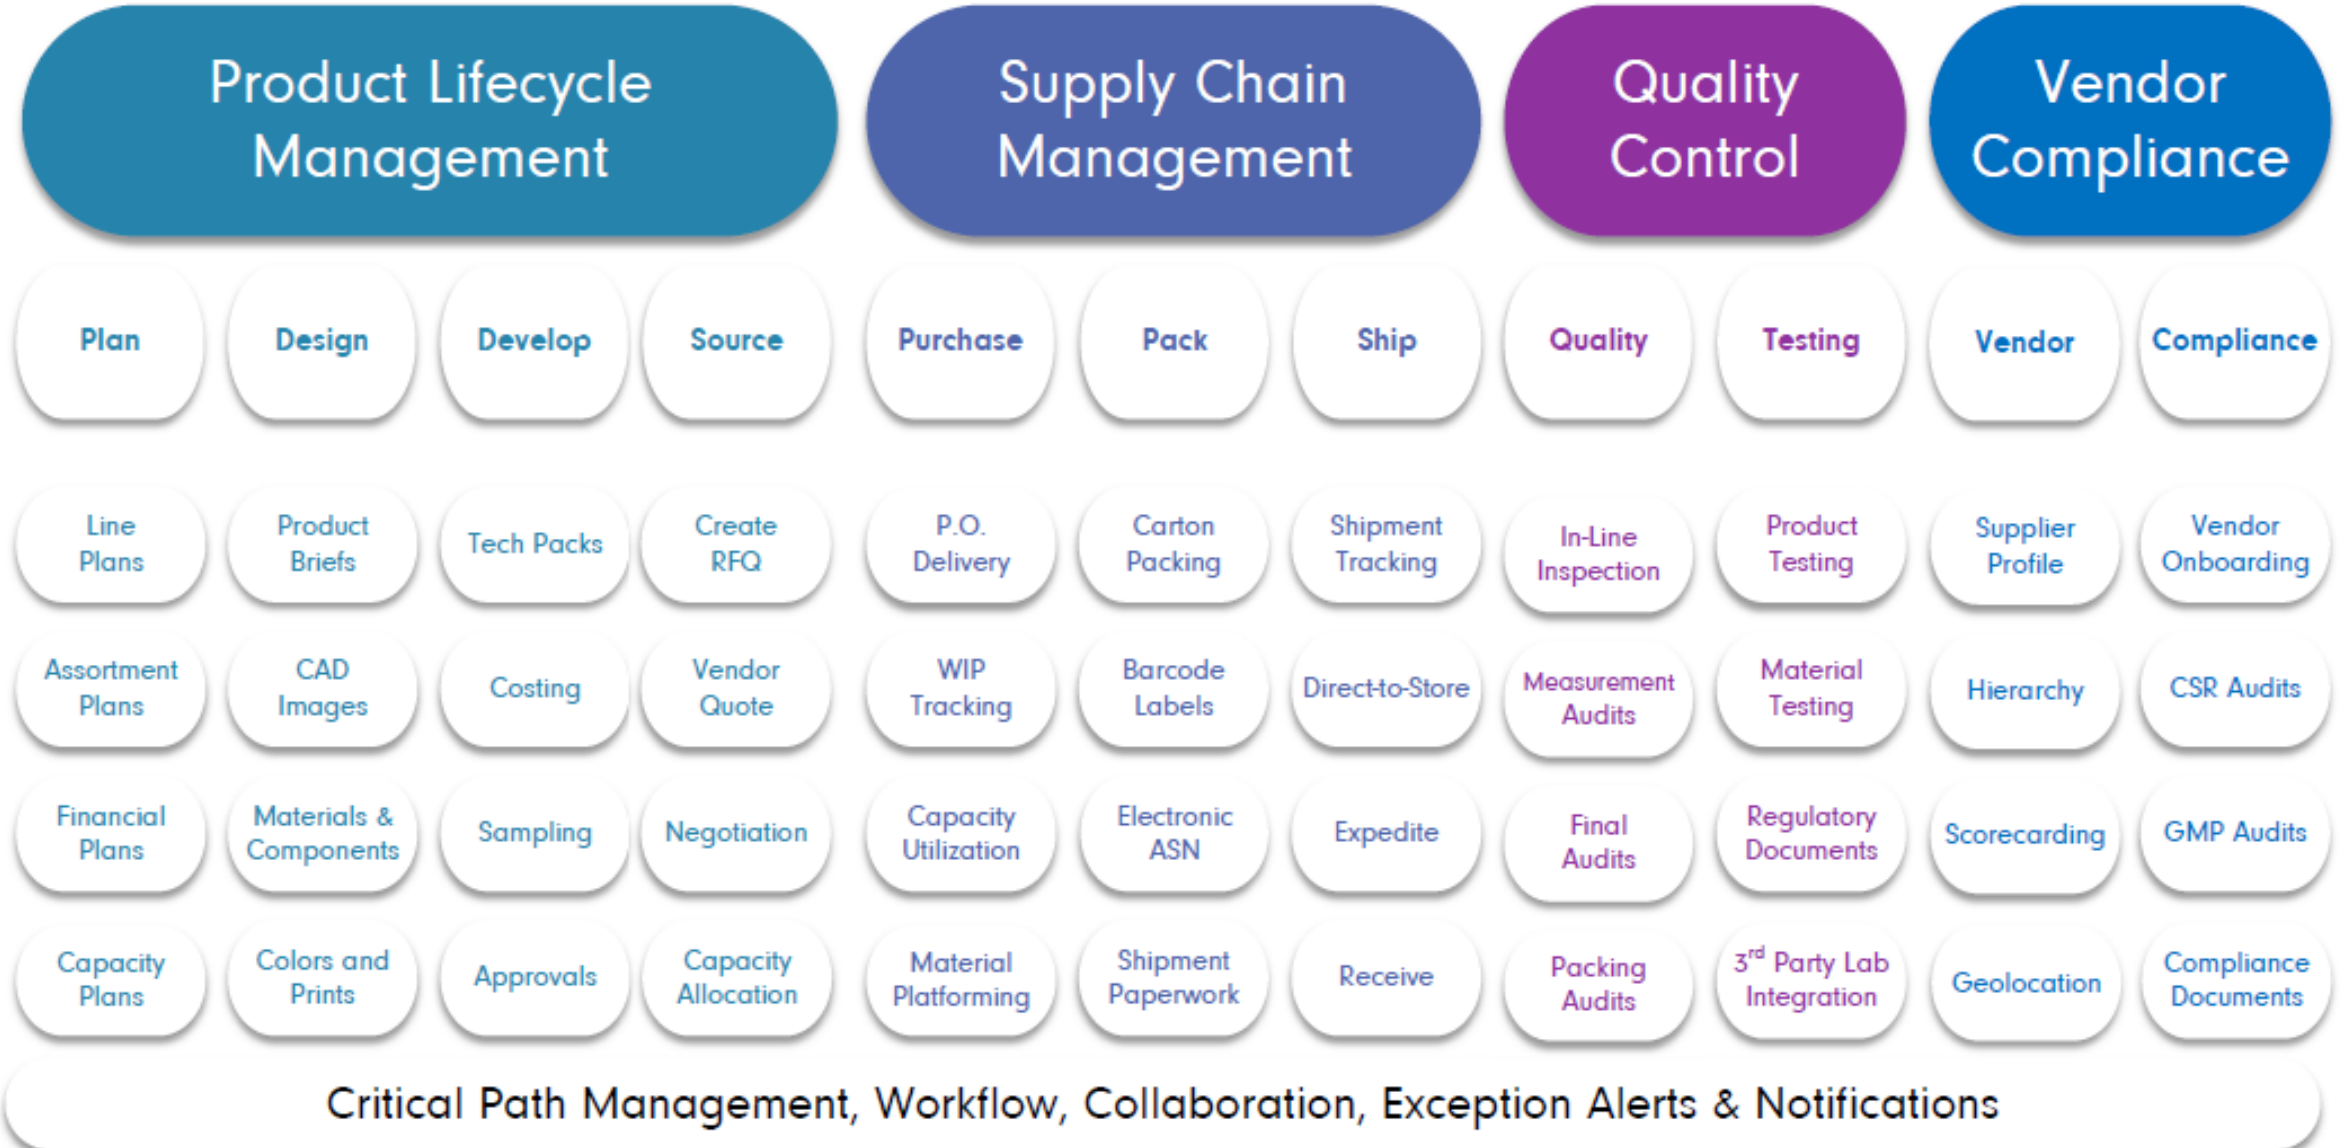 Product Lifecycle
Management
Supply Chain
Management
Quality
Control
Vendor
Compliance
Plan
Design
Develop
Source
Purchase
Pack
Ship
Quality
Testing
Vendor
Compliance
Line
Plans
Product
Briefs
Tech Packs
Create
RFQ
P.O.
Delivery
Carton
Packing
Shipment
Tracking
In-Line
Inspection
Product
Testing
Supplier
Profile
Vendor
Onboarding
Assortment
Plans
CAD
Images
Costing
Vendor
Quote
WIP
Tracking
Barcode
Labels
Direct-to-Store
Measurement
Audits
Material
Testing
Hierarchy
CSR Audits
Financial
Plans
Materials &
Components
Sampling
Negotiation
Capacity
Utilization
Electronic
ASN
Expedite
Final
Audits
Regulatory
Documents
Scorecarding
GMP Audits
Capacity
Plans
Colors and
Prints
Approvals
Capacity
Allocation
Material
Platforming
Shipment
Paperwork
Receive
Packing
Audits
3rd Party Lab
Integration
Geolocation
Compliance
Documents
Critical Path Management, Workflow, Collaboration, Exception Alerts & Notifications